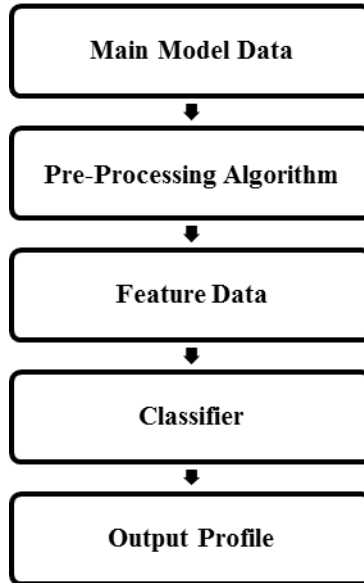 Main Model Data
Pre-Processing Algorithm
Feature Data
Classifier
Output Profile